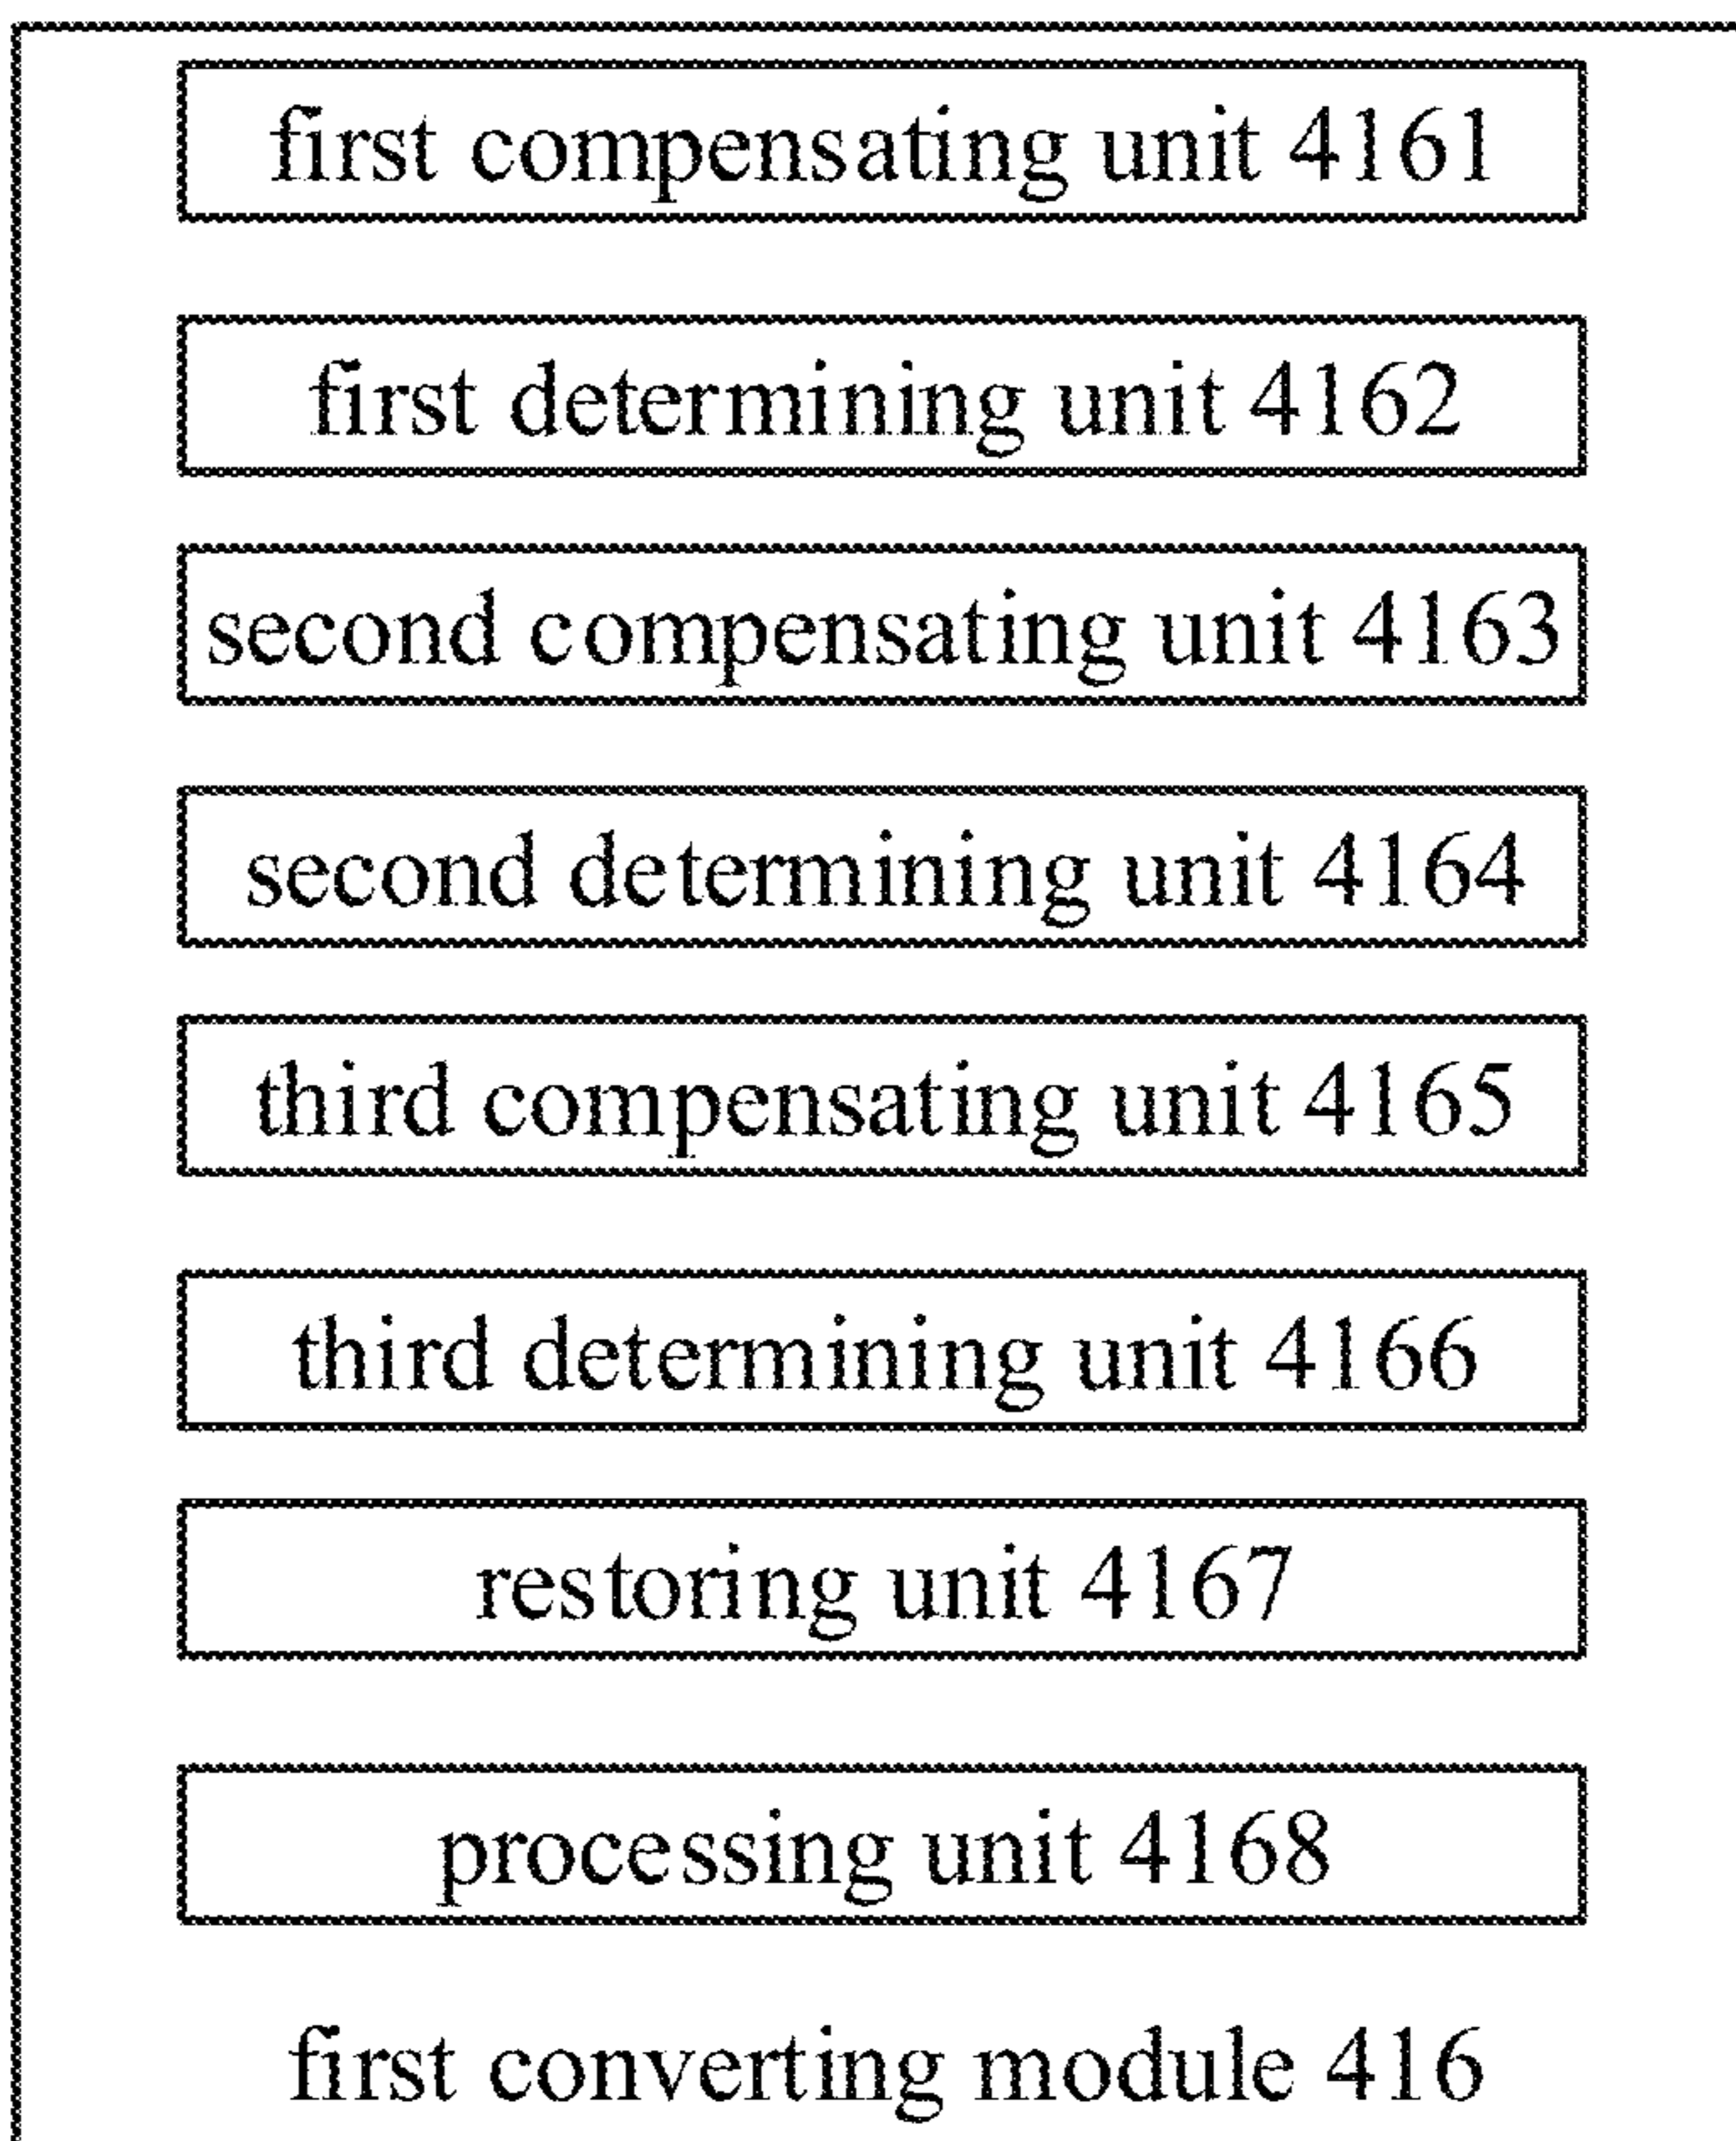 first compensating unit 4161
first determining unit 4162
second compensating unit 4163
second determining unit 4164
third compensating unit 4165
third determining unit 4166
restoring unit 4167
processing unit 4168
first converting module 416